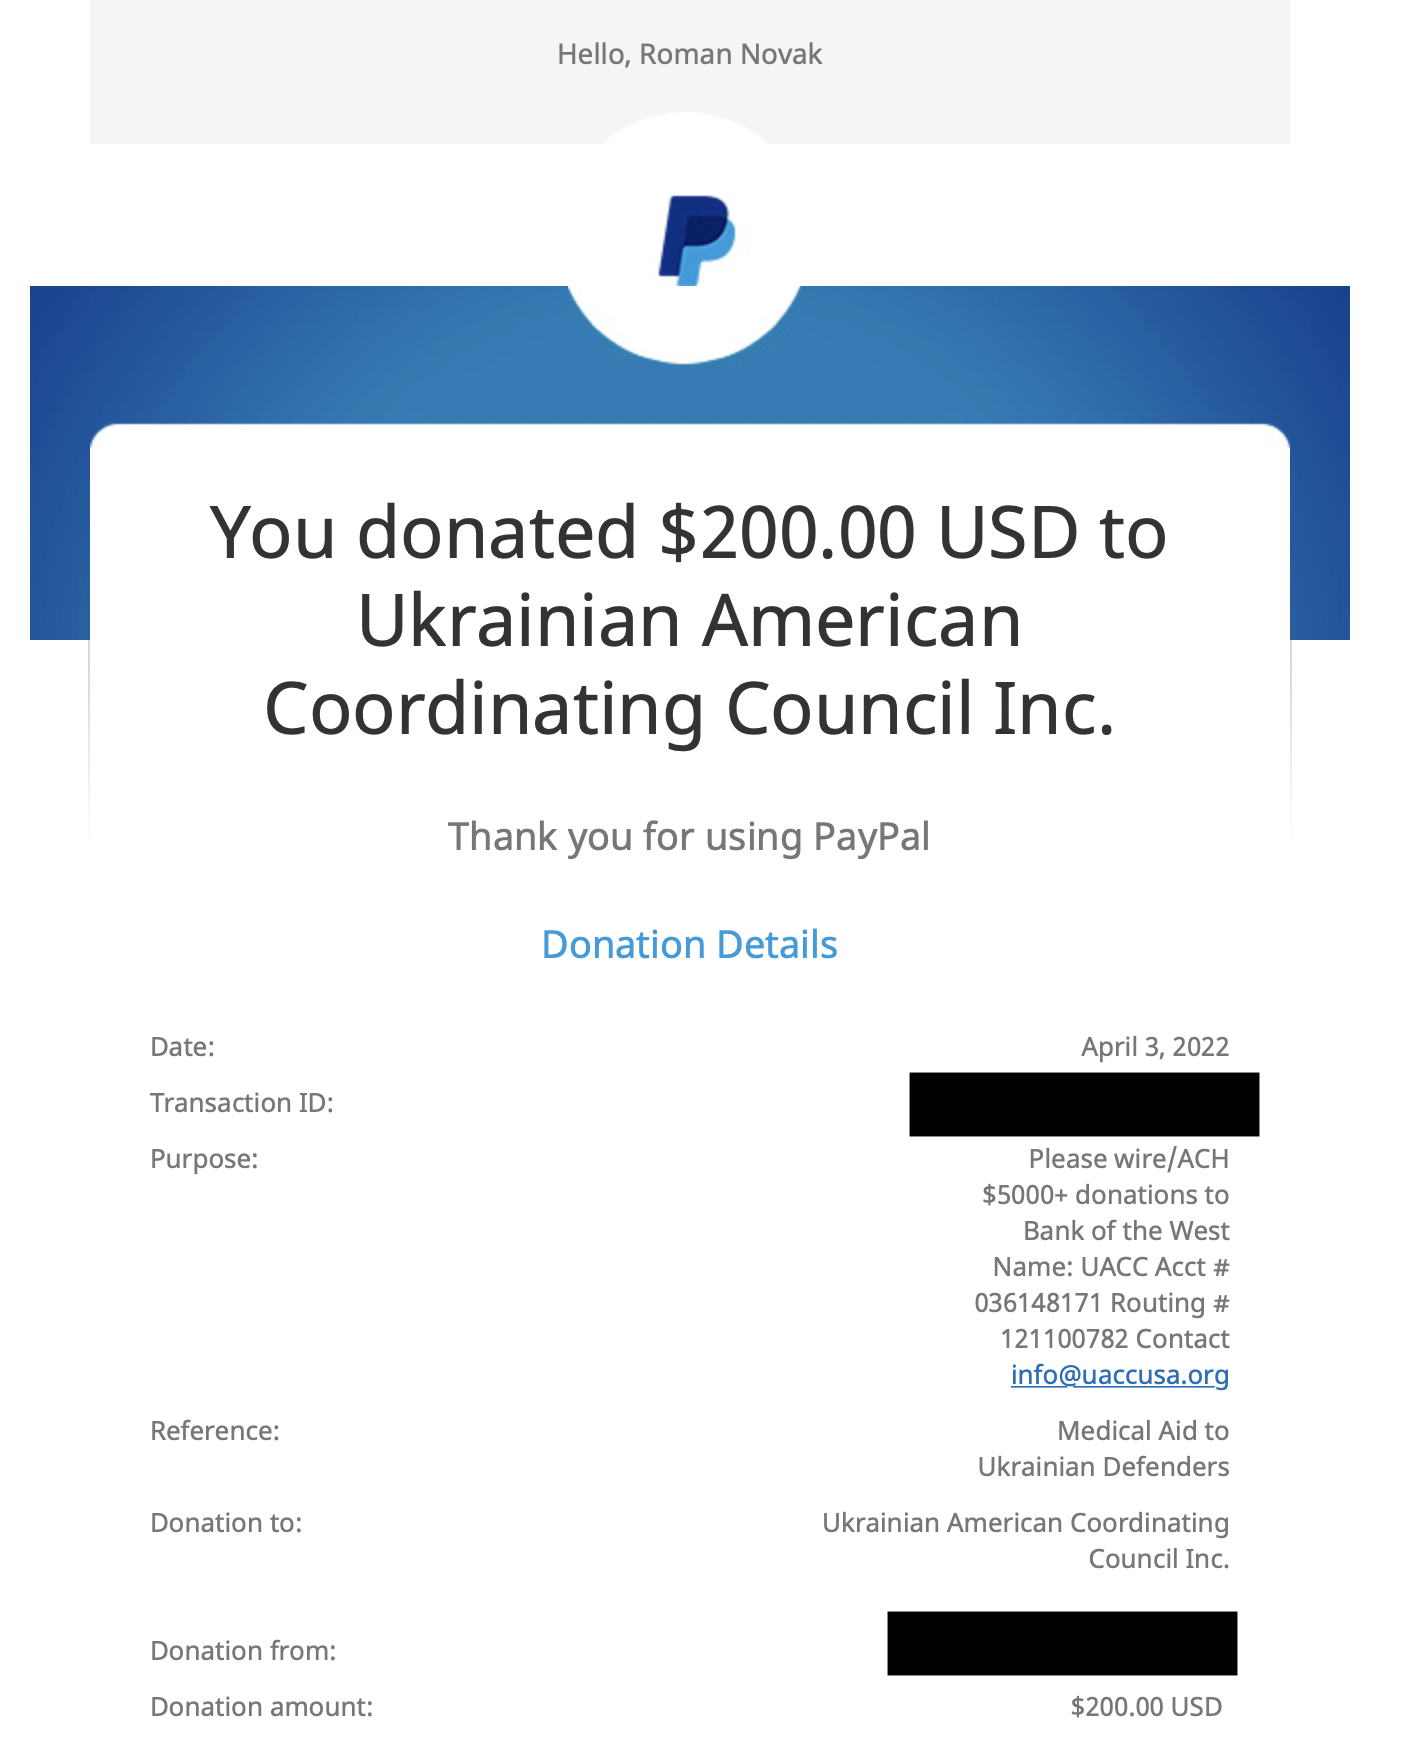 Hello, Roman Novak
You donated $200.00 USD to
Ukrainian American
Coordinating Council Inc.
Thank you for using PayPal
Donation Details
Date: April 3, 2022
Transaction ID:
Purpose: Please wire/ACH
$5000+ donations to
Bank of the West
Name: UACC Acct #
036148171 Routing #
121100782 Contact
info@uaccusa.org
Reference: Medical Aid to
Ukrainian Defenders
Donation to: Ukrainian American Coordinating
Council Inc.
Donation from:
Donation amount: $200.00 USD